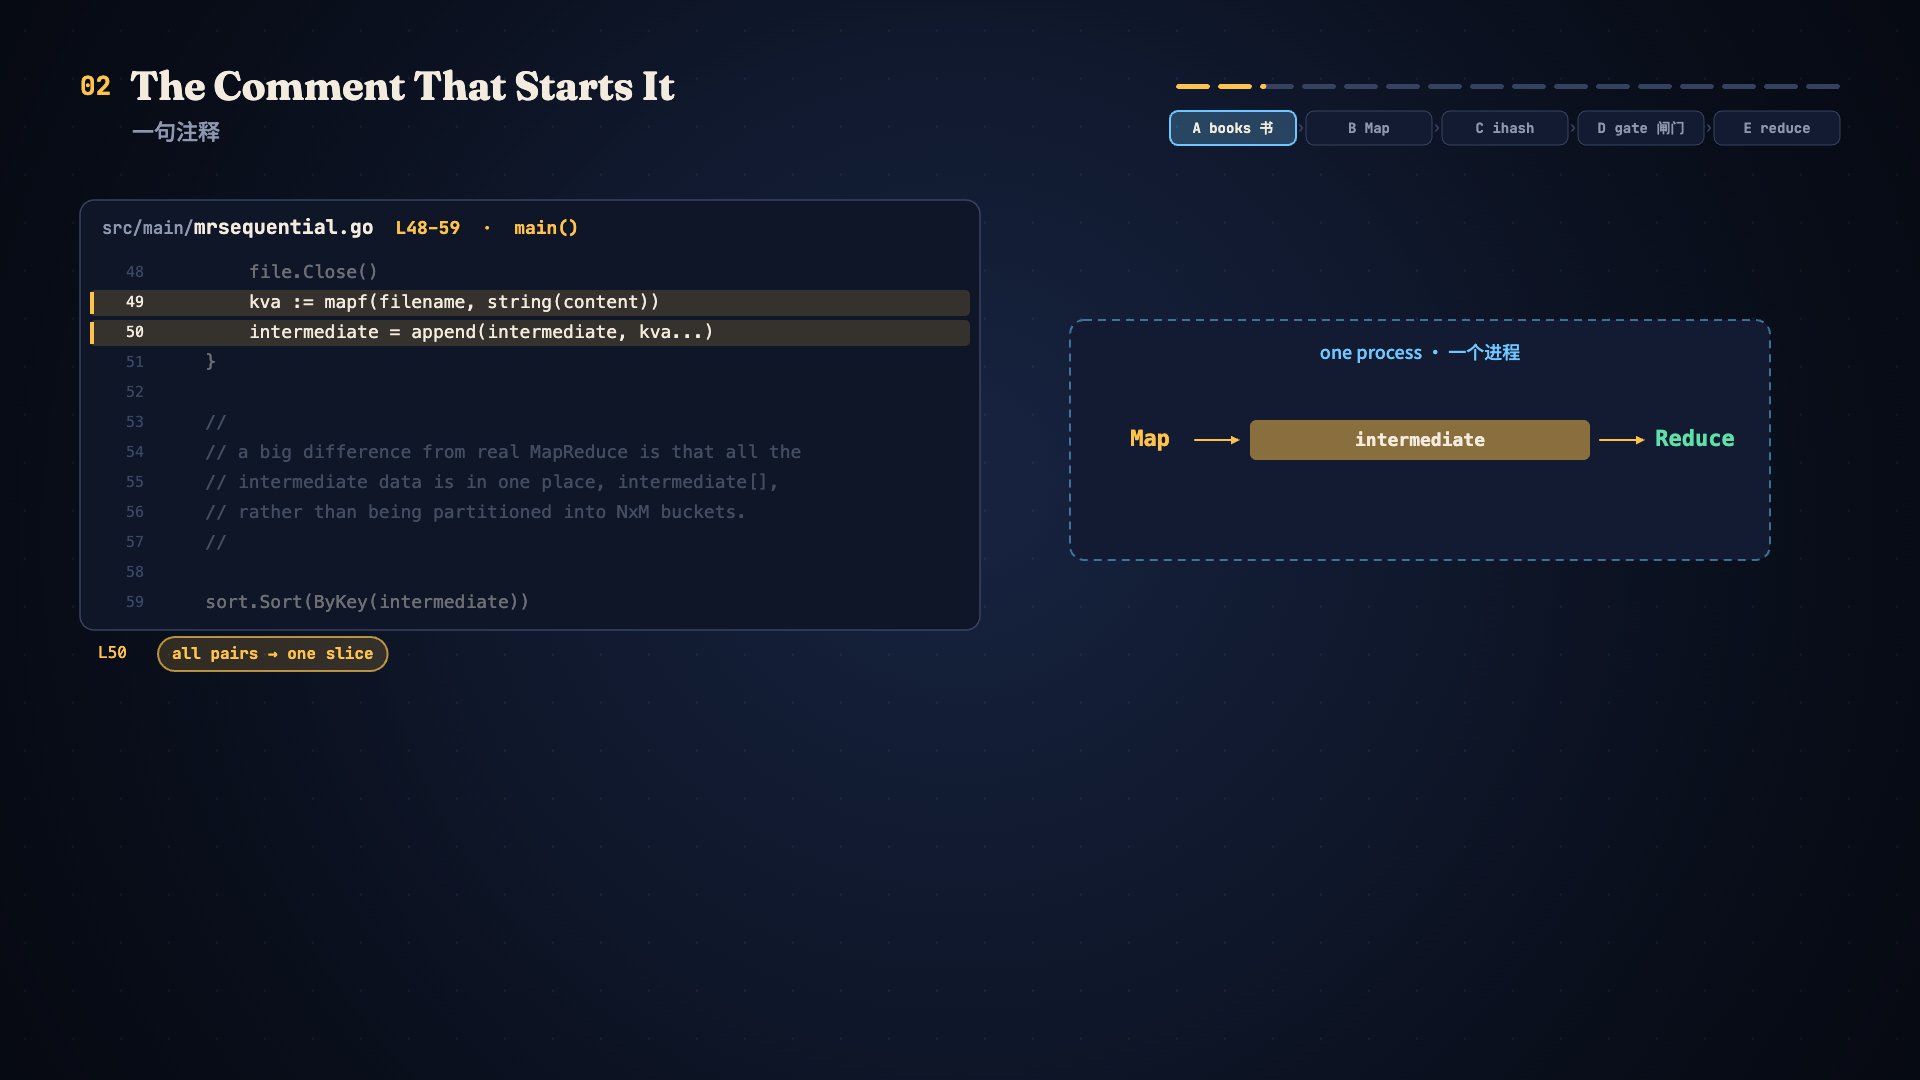 02 The Comment That Starts It
一句注释
A books 书 › B Map › C ihash › D gate 闸门 › E reduce
src/main/mrsequential.go L48–59 · main()
48 file.Close()
49 kva := mapf(filename, string(content))
50 intermediate = append(intermediate, kva...)
51 }
52
53 //
54 // a big difference from real MapReduce is that all the
55 // intermediate data is in one place, intermediate[],
56 // rather than being partitioned into NxM buckets.
57 //
58
59 sort.Sort(ByKey(intermediate))
L50 all pairs → one slice
one process · 一个进程
Map → intermediate → Reduce